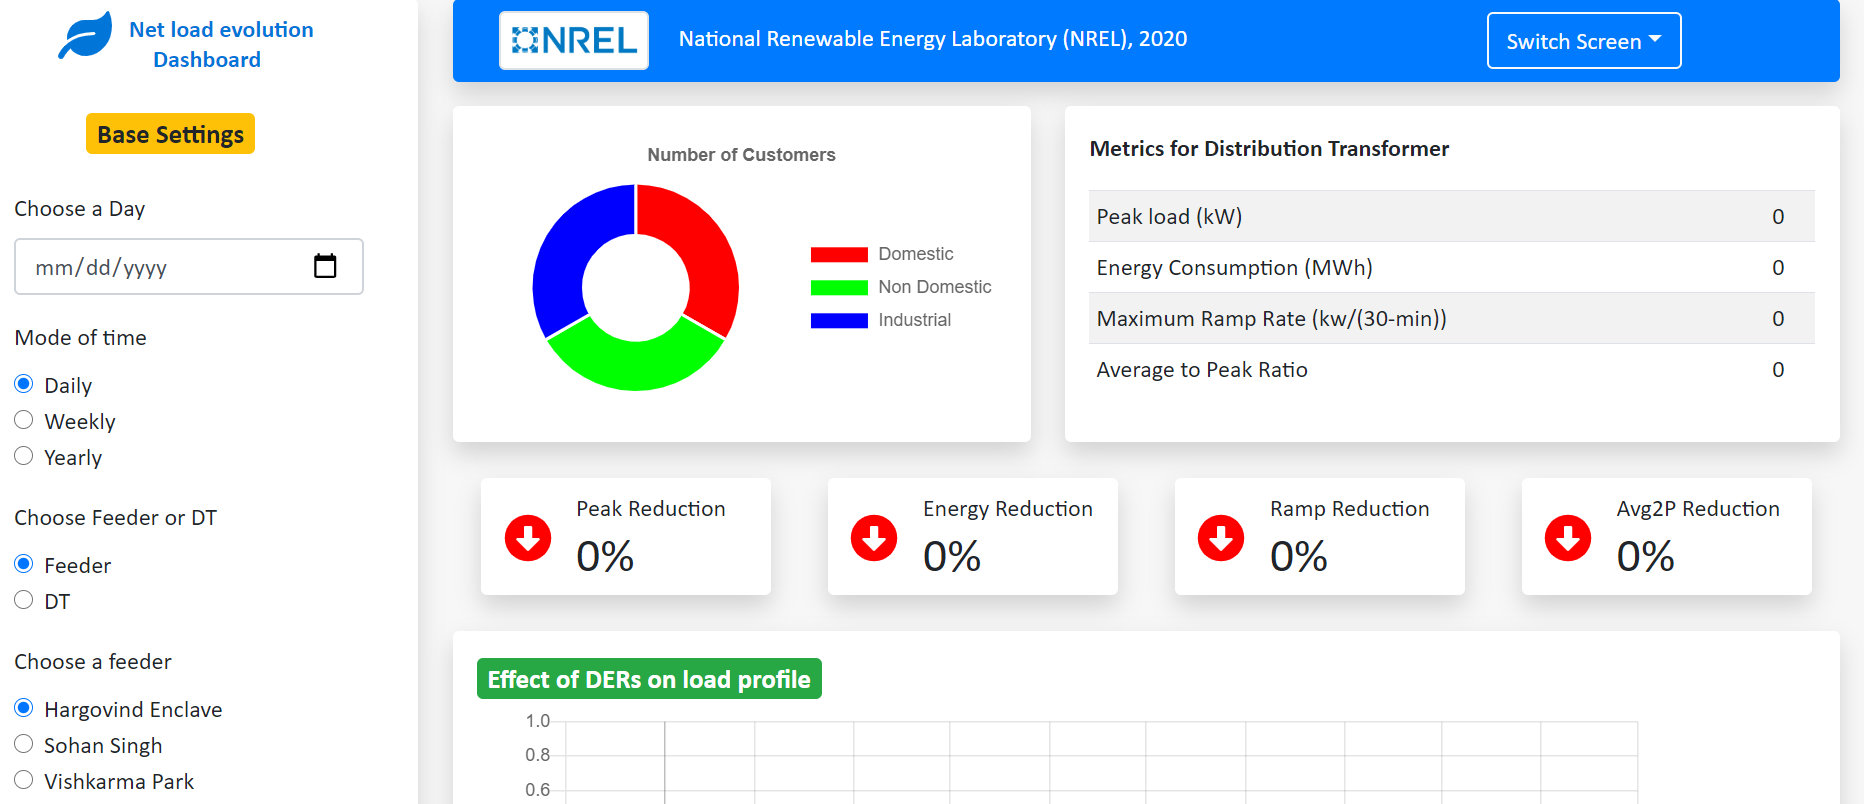 Net load evolution
Dashboard
Base Settings
Choose a Day
mm/dd/yyyy
Mode of time
Daily
Weekly
Yearly
Choose Feeder or DT
Feeder
DT
Choose a feeder
Hargovind Enclave
Sohan Singh
Vishkarma Park
NREL
National Renewable Energy Laboratory (NREL), 2020
Switch Screen
Number of Customers
Domestic
Non Domestic
Industrial
Metrics for Distribution Transformer
Peak load (kW) 0
Energy Consumption (MWh) 0
Maximum Ramp Rate (kw/(30-min)) 0
Average to Peak Ratio 0
Peak Reduction
0%
Energy Reduction
0%
Ramp Reduction
0%
Avg2P Reduction
0%
Effect of DERs on load profile
1.0
0.8
0.6